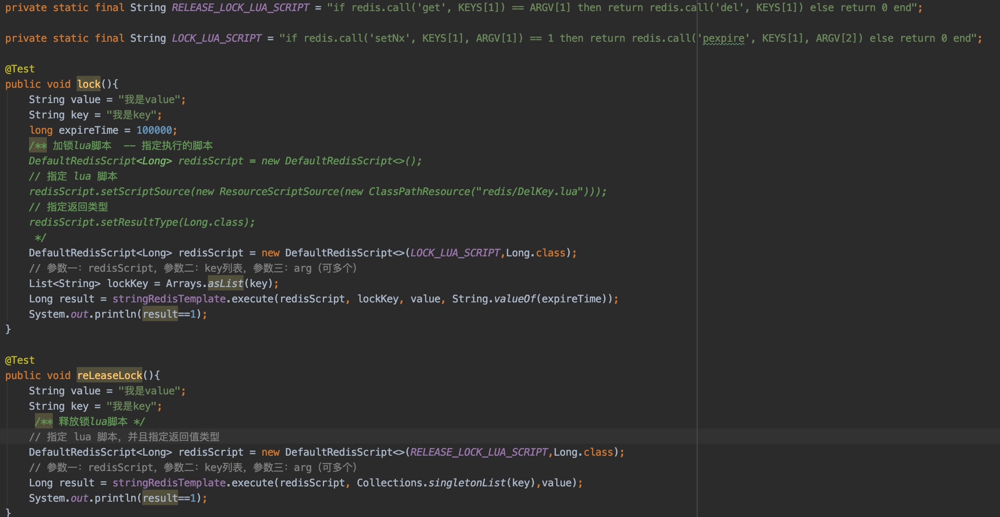 private static final String RELEASE_LOCK_LUA_SCRIPT = "if redis.call('get', KEYS[1]) == ARGV[1] then return redis.call('del', KEYS[1]) else return 0 end";
private static final String LOCK_LUA_SCRIPT = "if redis.call('setNx', KEYS[1], ARGV[1]) == 1 then return redis.call('pexpire', KEYS[1], ARGV[2]) else return 0 end";
@Test
public void lock(){
String value = "我是value";
String key = "我是key";
long expireTime = 100000;
/** 加锁lua脚本  -- 指定执行的脚本
DefaultRedisScript<Long> redisScript = new DefaultRedisScript<>();
// 指定 lua 脚本
redisScript.setScriptSource(new ResourceScriptSource(new ClassPathResource("redis/DelKey.lua")));
// 指定返回类型
redisScript.setResultType(Long.class);
*/
DefaultRedisScript<Long> redisScript = new DefaultRedisScript<>(LOCK_LUA_SCRIPT,Long.class);
// 参数一：redisScript，参数二：key列表，参数三：arg（可多个）
List<String> lockKey = Arrays.asList(key);
Long result = stringRedisTemplate.execute(redisScript, lockKey, value, String.valueOf(expireTime));
System.out.println(result==1);
}
@Test
public void reLeaseLock(){
String value = "我是value";
String key = "我是key";
/** 释放锁lua脚本 */
// 指定 lua 脚本，并且指定返回值类型
DefaultRedisScript<Long> redisScript = new DefaultRedisScript<>(RELEASE_LOCK_LUA_SCRIPT,Long.class);
// 参数一：redisScript，参数二：key列表，参数三：arg（可多个）
Long result = stringRedisTemplate.execute(redisScript, Collections.singletonList(key),value);
System.out.println(result==1);
}